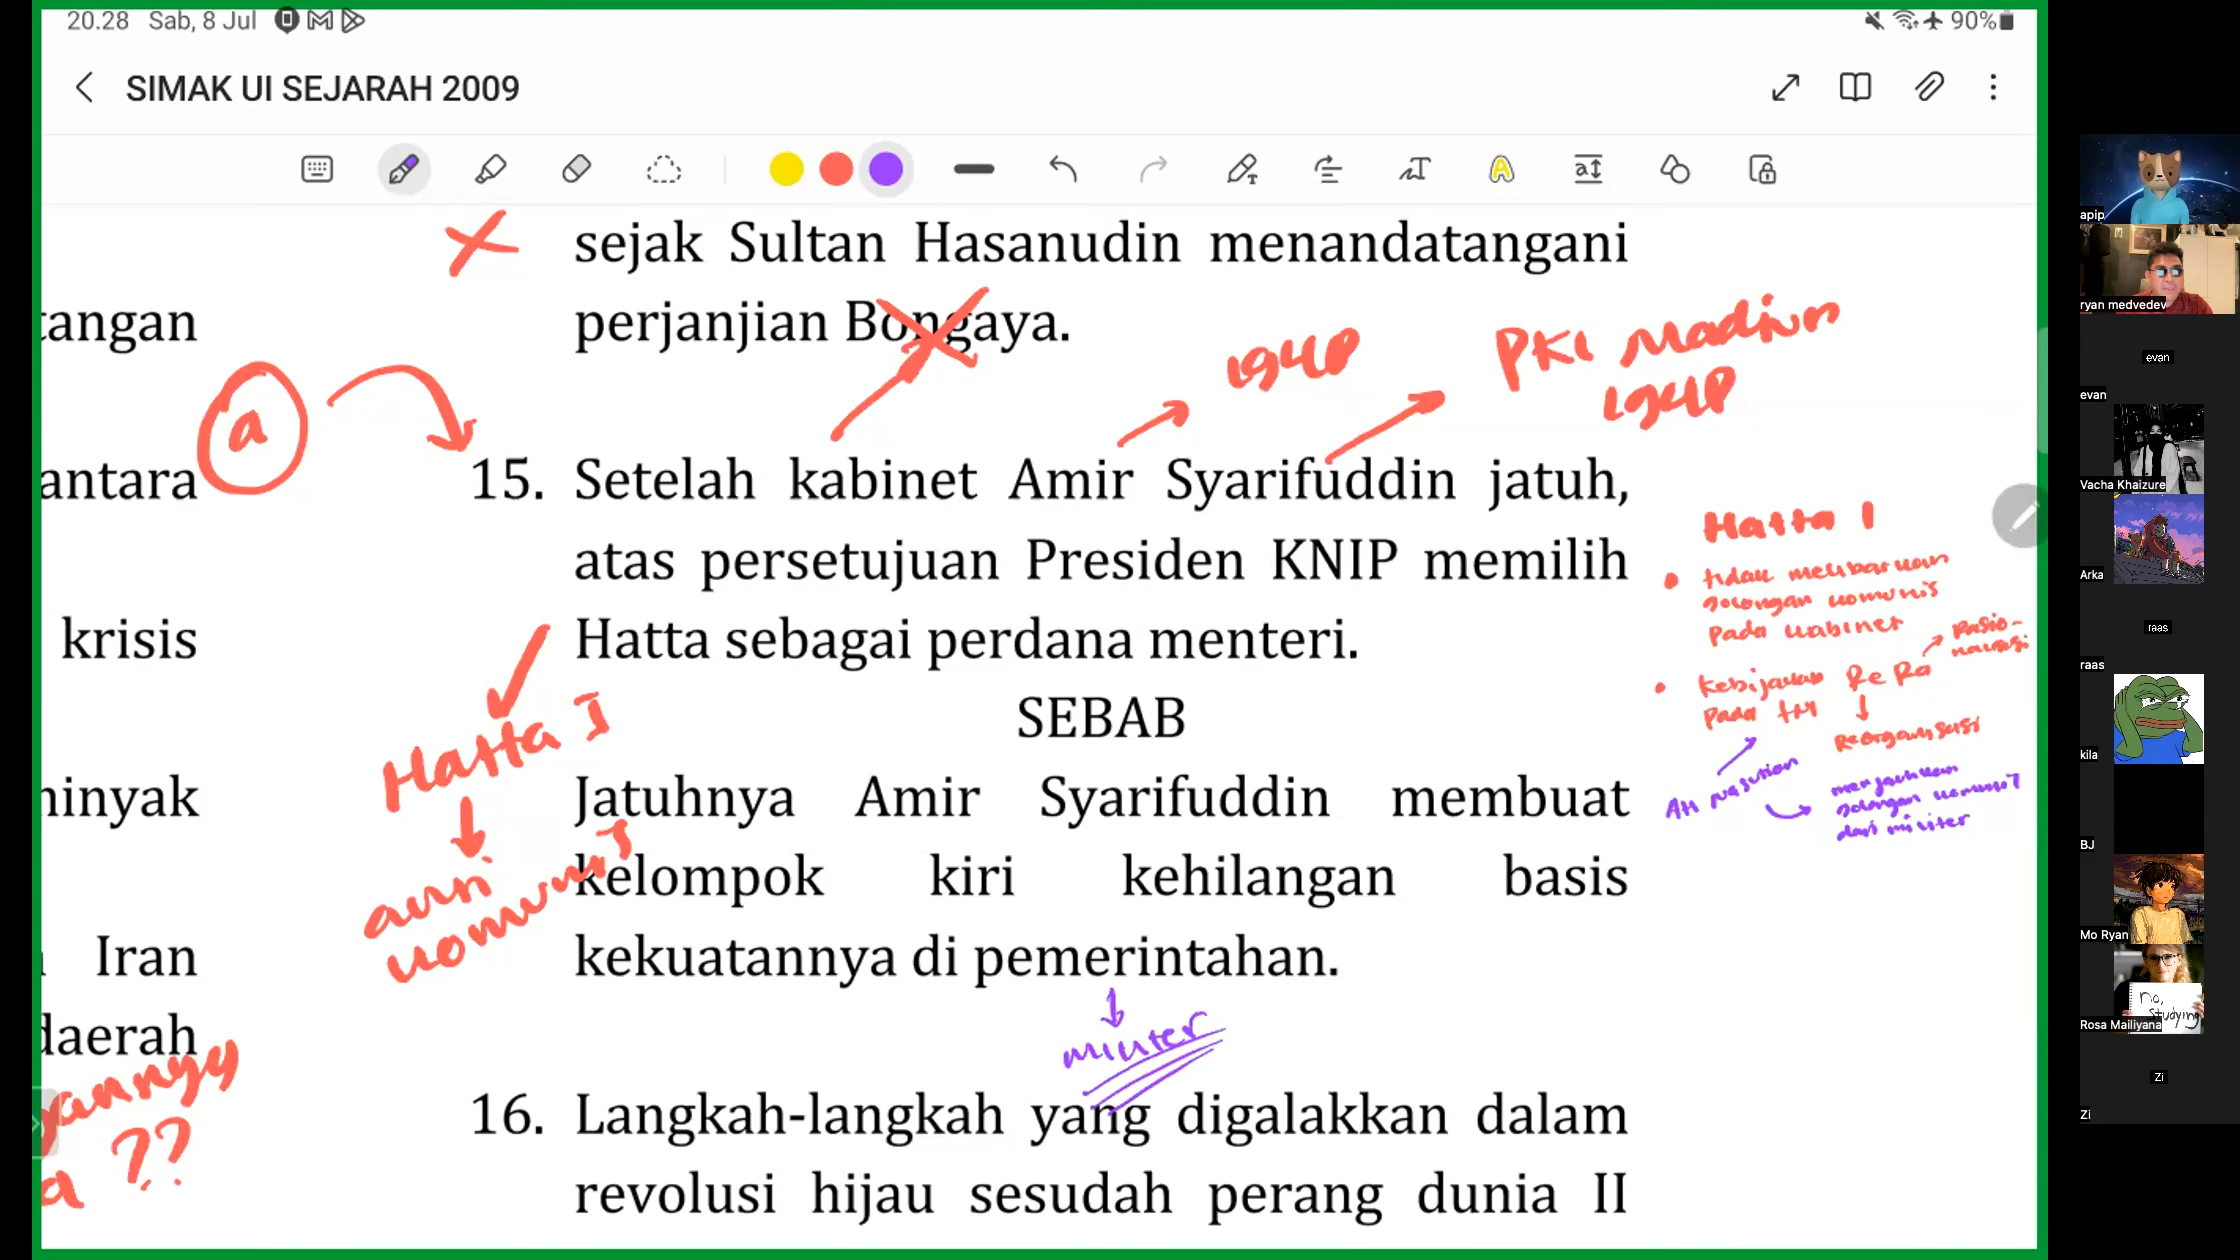 20.28 Sab, 8 Jul
90%
SIMAK UI SEJARAH 2009
tangan
antara
krisis
minyak
Iran
daerah
??
a
sejak Sultan Hasanudin menandatangani
perjanjian Bongaya.
1948
PKI Madiun
1948
15. Setelah kabinet Amir Syarifuddin jatuh,
atas persetujuan Presiden KNIP memilih
Hatta sebagai perdana menteri.
SEBAB
Jatuhnya Amir Syarifuddin membuat
kelompok kiri kehilangan basis
kekuatannya di pemerintahan.
Hatta I
anti
komunis
militer
16. Langkah-langkah yang digalakkan dalam
revolusi hijau sesudah perang dunia II
Hatta I
tidak melibatkan
golongan komunis
pada kabinet
kebijakan ReRa
pada TNI
Rasio-
nalisasi
Reorganisasi
AH Nasution
menjauhkan
golongan komunis
dari militer
apip
ryan medvedev
evan
evan
Vacha Khaizure
Arka
raas
raas
kila
BJ
Mo Ryan
no,
studying
Rosa Mailiyana
Zi
Zi